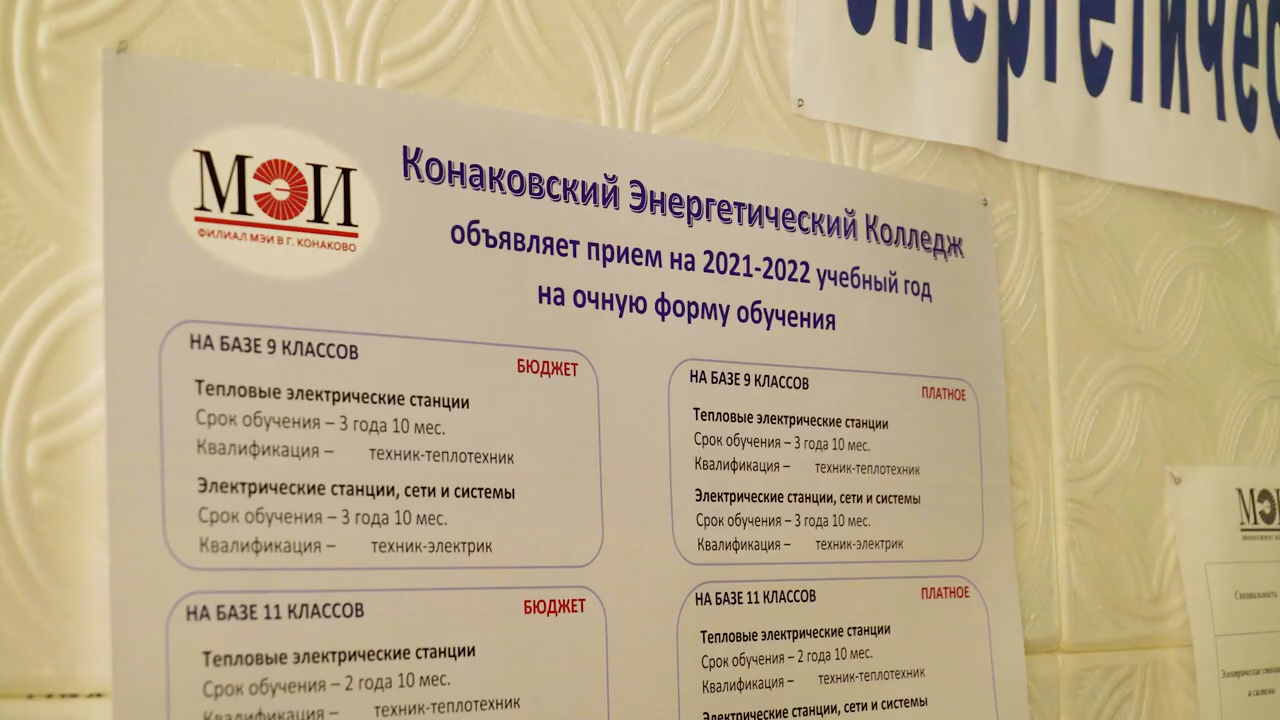 энергичес
МЭИ
ФИЛИАЛ МЭИ В Г. КОНАКОВО
Конаковский Энергетический Колледж
объявляет прием на 2021-2022 учебный год
на очную форму обучения
НА БАЗЕ 9 КЛАССОВ
БЮДЖЕТ
Тепловые электрические станции
Срок обучения – 3 года 10 мес.
Квалификация – техник-теплотехник
Электрические станции, сети и системы
Срок обучения – 3 года 10 мес.
Квалификация – техник-электрик
НА БАЗЕ 9 КЛАССОВ
ПЛАТНОЕ
Тепловые электрические станции
Срок обучения – 3 года 10 мес.
Квалификация – техник-теплотехник
Электрические станции, сети и системы
Срок обучения – 3 года 10 мес.
Квалификация – техник-электрик
НА БАЗЕ 11 КЛАССОВ
БЮДЖЕТ
Тепловые электрические станции
Срок обучения – 2 года 10 мес.
Квалификация – техник-теплотехник
НА БАЗЕ 11 КЛАССОВ
ПЛАТНОЕ
Тепловые электрические станции
Срок обучения – 2 года 10 мес.
Квалификация – техник-теплотехник
Электрические станции, сети и системы
Специальность
Электрические
и системы